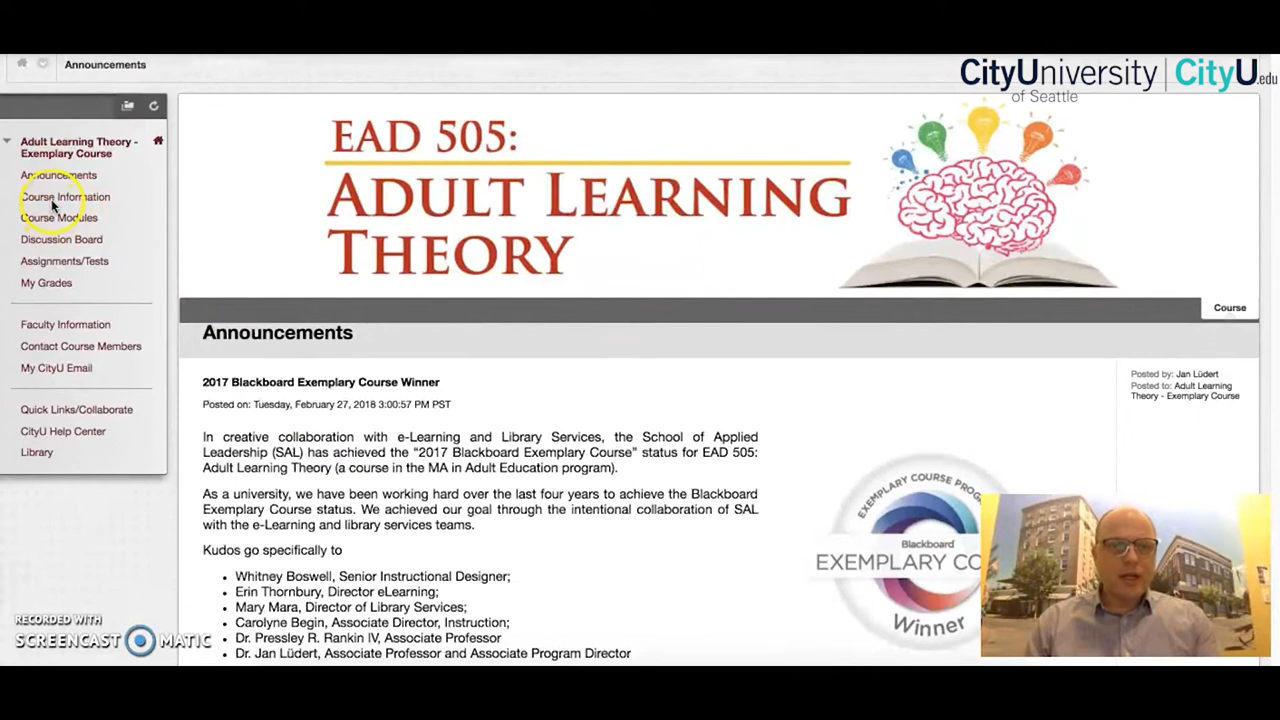 Announcements
CityUniversity | CityU.edu
of Seattle
Adult Learning Theory -
Exemplary Course
Announcements
Course Information
Course Modules
Discussion Board
Assignments/Tests
My Grades
Faculty Information
Contact Course Members
My CityU Email
Quick Links/Collaborate
CityU Help Center
Library
EAD 505:
ADULT LEARNING
THEORY
Course
Announcements
2017 Blackboard Exemplary Course Winner
Posted on: Tuesday, February 27, 2018 3:00:57 PM PST
Posted by: Jan Lüdert
Posted to: Adult Learning
Theory - Exemplary Course
In creative collaboration with e-Learning and Library Services, the School of Applied
Leadership (SAL) has achieved the “2017 Blackboard Exemplary Course” status for EAD 505:
Adult Learning Theory (a course in the MA in Adult Education program).
As a university, we have been working hard over the last four years to achieve the Blackboard
Exemplary Course status. We achieved our goal through the intentional collaboration of SAL
with the e-Learning and library services teams.
Kudos go specifically to
• Whitney Boswell, Senior Instructional Designer;
• Erin Thornbury, Director eLearning;
• Mary Mara, Director of Library Services;
• Carolyne Begin, Associate Director, Instruction;
• Dr. Pressley R. Rankin IV, Associate Professor
• Dr. Jan Lüdert, Associate Professor and Associate Program Director
EXEMPLARY COURSE PROG
Blackboard
EXEMPLARY CO
Winner
RECORDED WITH
SCREENCAST MATIC